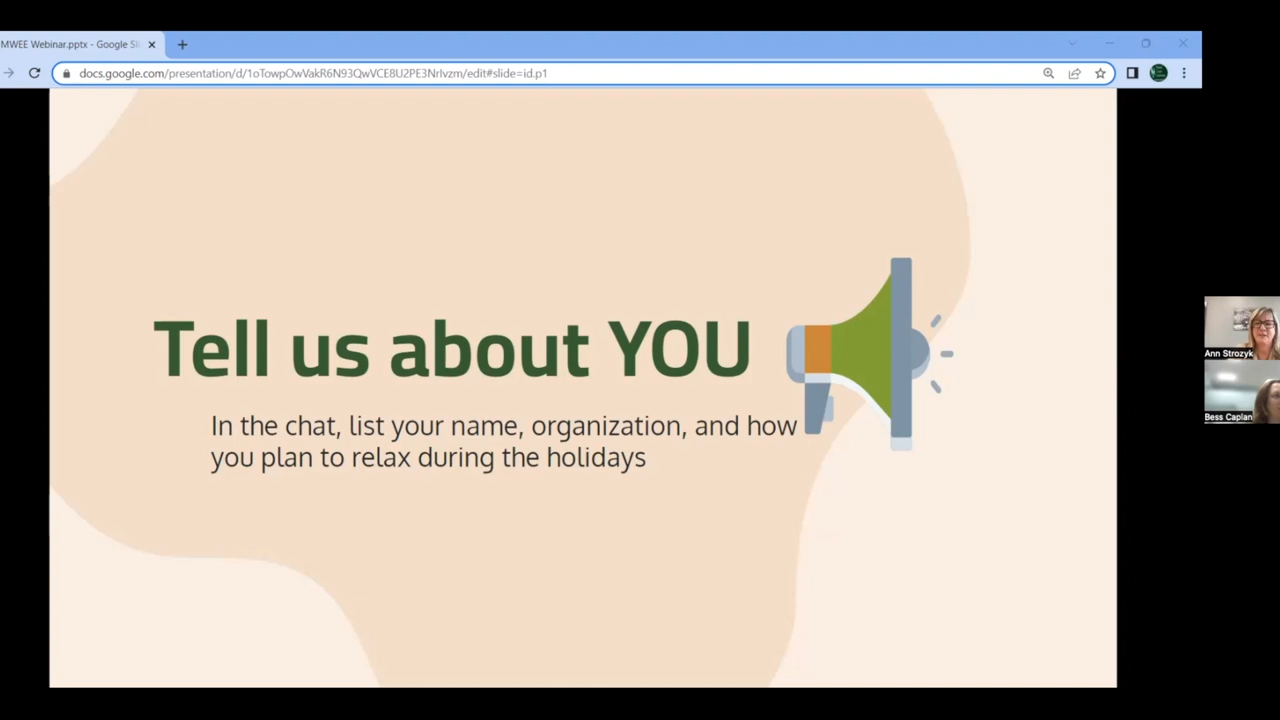 MWEE Webinar.pptx - Google Sl
docs.google.com/presentation/d/1oTowpOwVakR6N93QwVCE8U2PE3NrIvzm/edit#slide=id.p1
Tell us about YOU
In the chat, list your name, organization, and how
you plan to relax during the holidays
Ann Strozyk
Bess Caplan